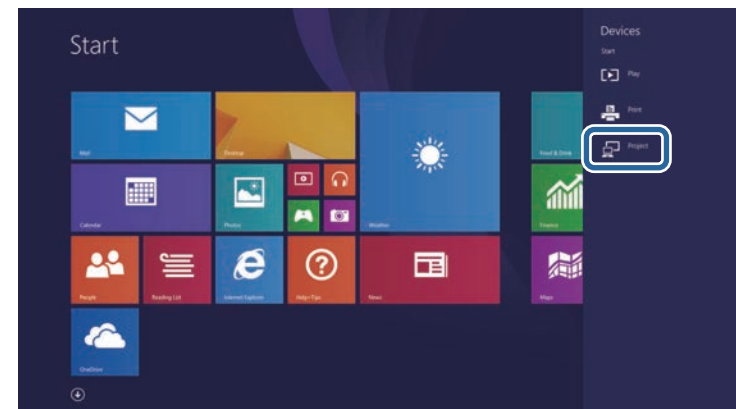 Start
Devices
Start
Play
Print
Project
Mail
Desktop
Weather
Food & Drink
Calendar
Photos
Finance
People
Reading List
Internet Explorer
Help+Tips
News
Maps
OneDrive